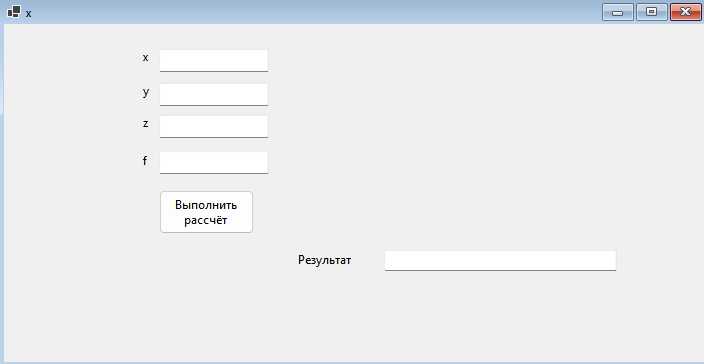 x
x
y
z
f
Выполнить
рассчёт
Результат